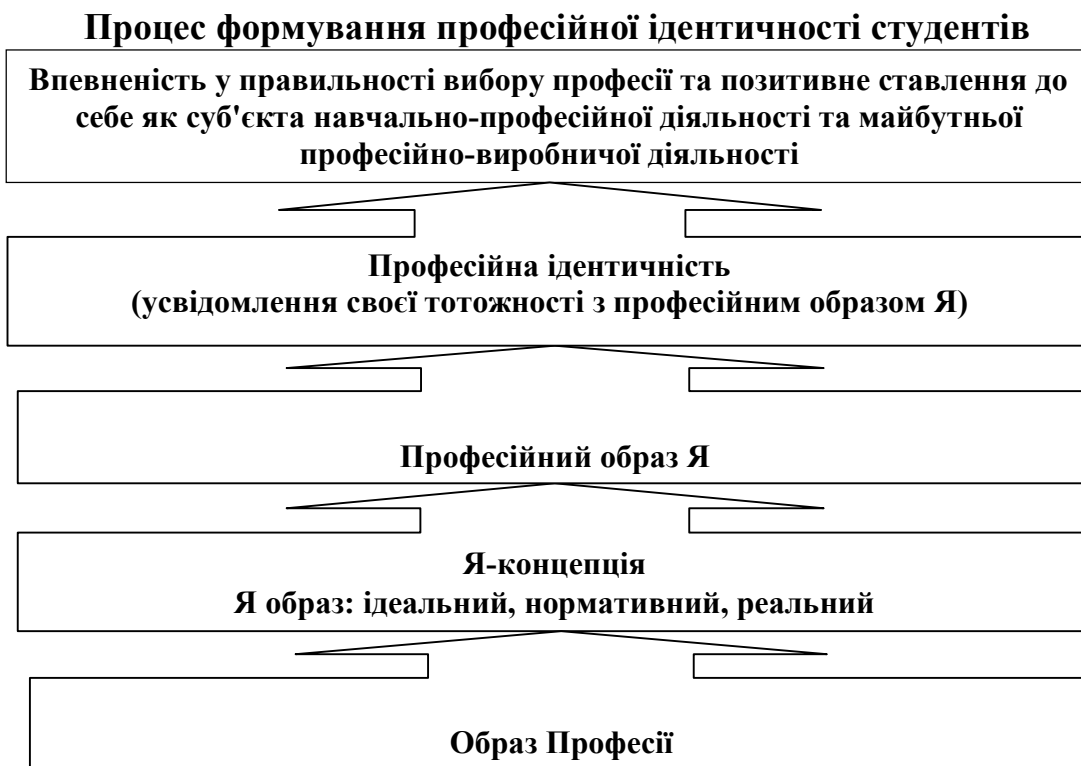 Процес формування професійної ідентичності студентів
Впевненість у правильності вибору професії та позитивне ставлення до
себе як суб'єкта навчально-професійної діяльності та майбутньої
професійно-виробничої діяльності
Професійна ідентичність
(усвідомлення своєї тотожності з професійним образом Я)
Професійний образ Я
Я-концепція
Я образ: ідеальний, нормативний, реальний
Образ Професії